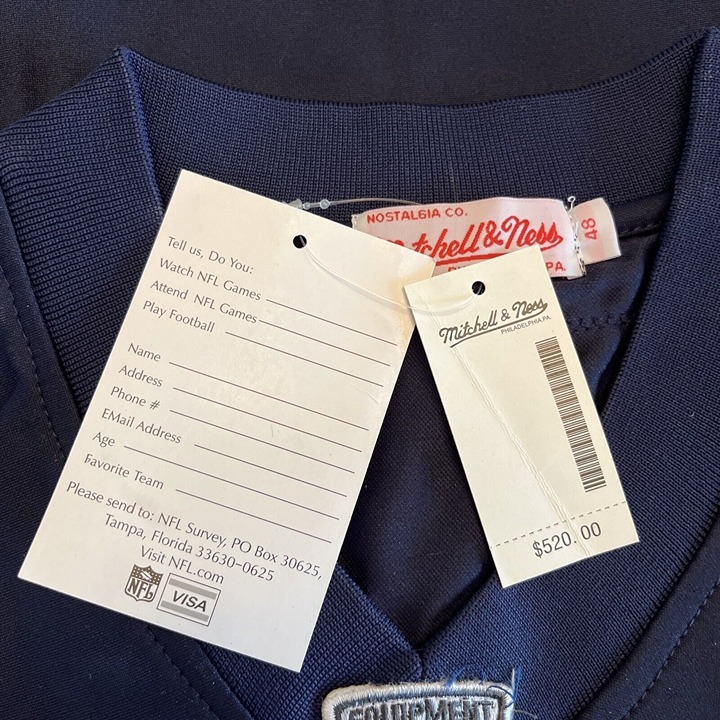 NOSTALGIA CO.
Mitchell & Ness
PA.
48
Tell us, Do You:
Watch NFL Games
Attend NFL Games
Play Football
Name
Address
Phone #
EMail Address
Age
Favorite Team
Please send to: NFL Survey, PO Box 30625,
Tampa, Florida 33630-0625
Visit NFL.com
NFL
VISA
Mitchell & Ness
PHILADELPHIA PA.
$520.00
EQUIPMENT